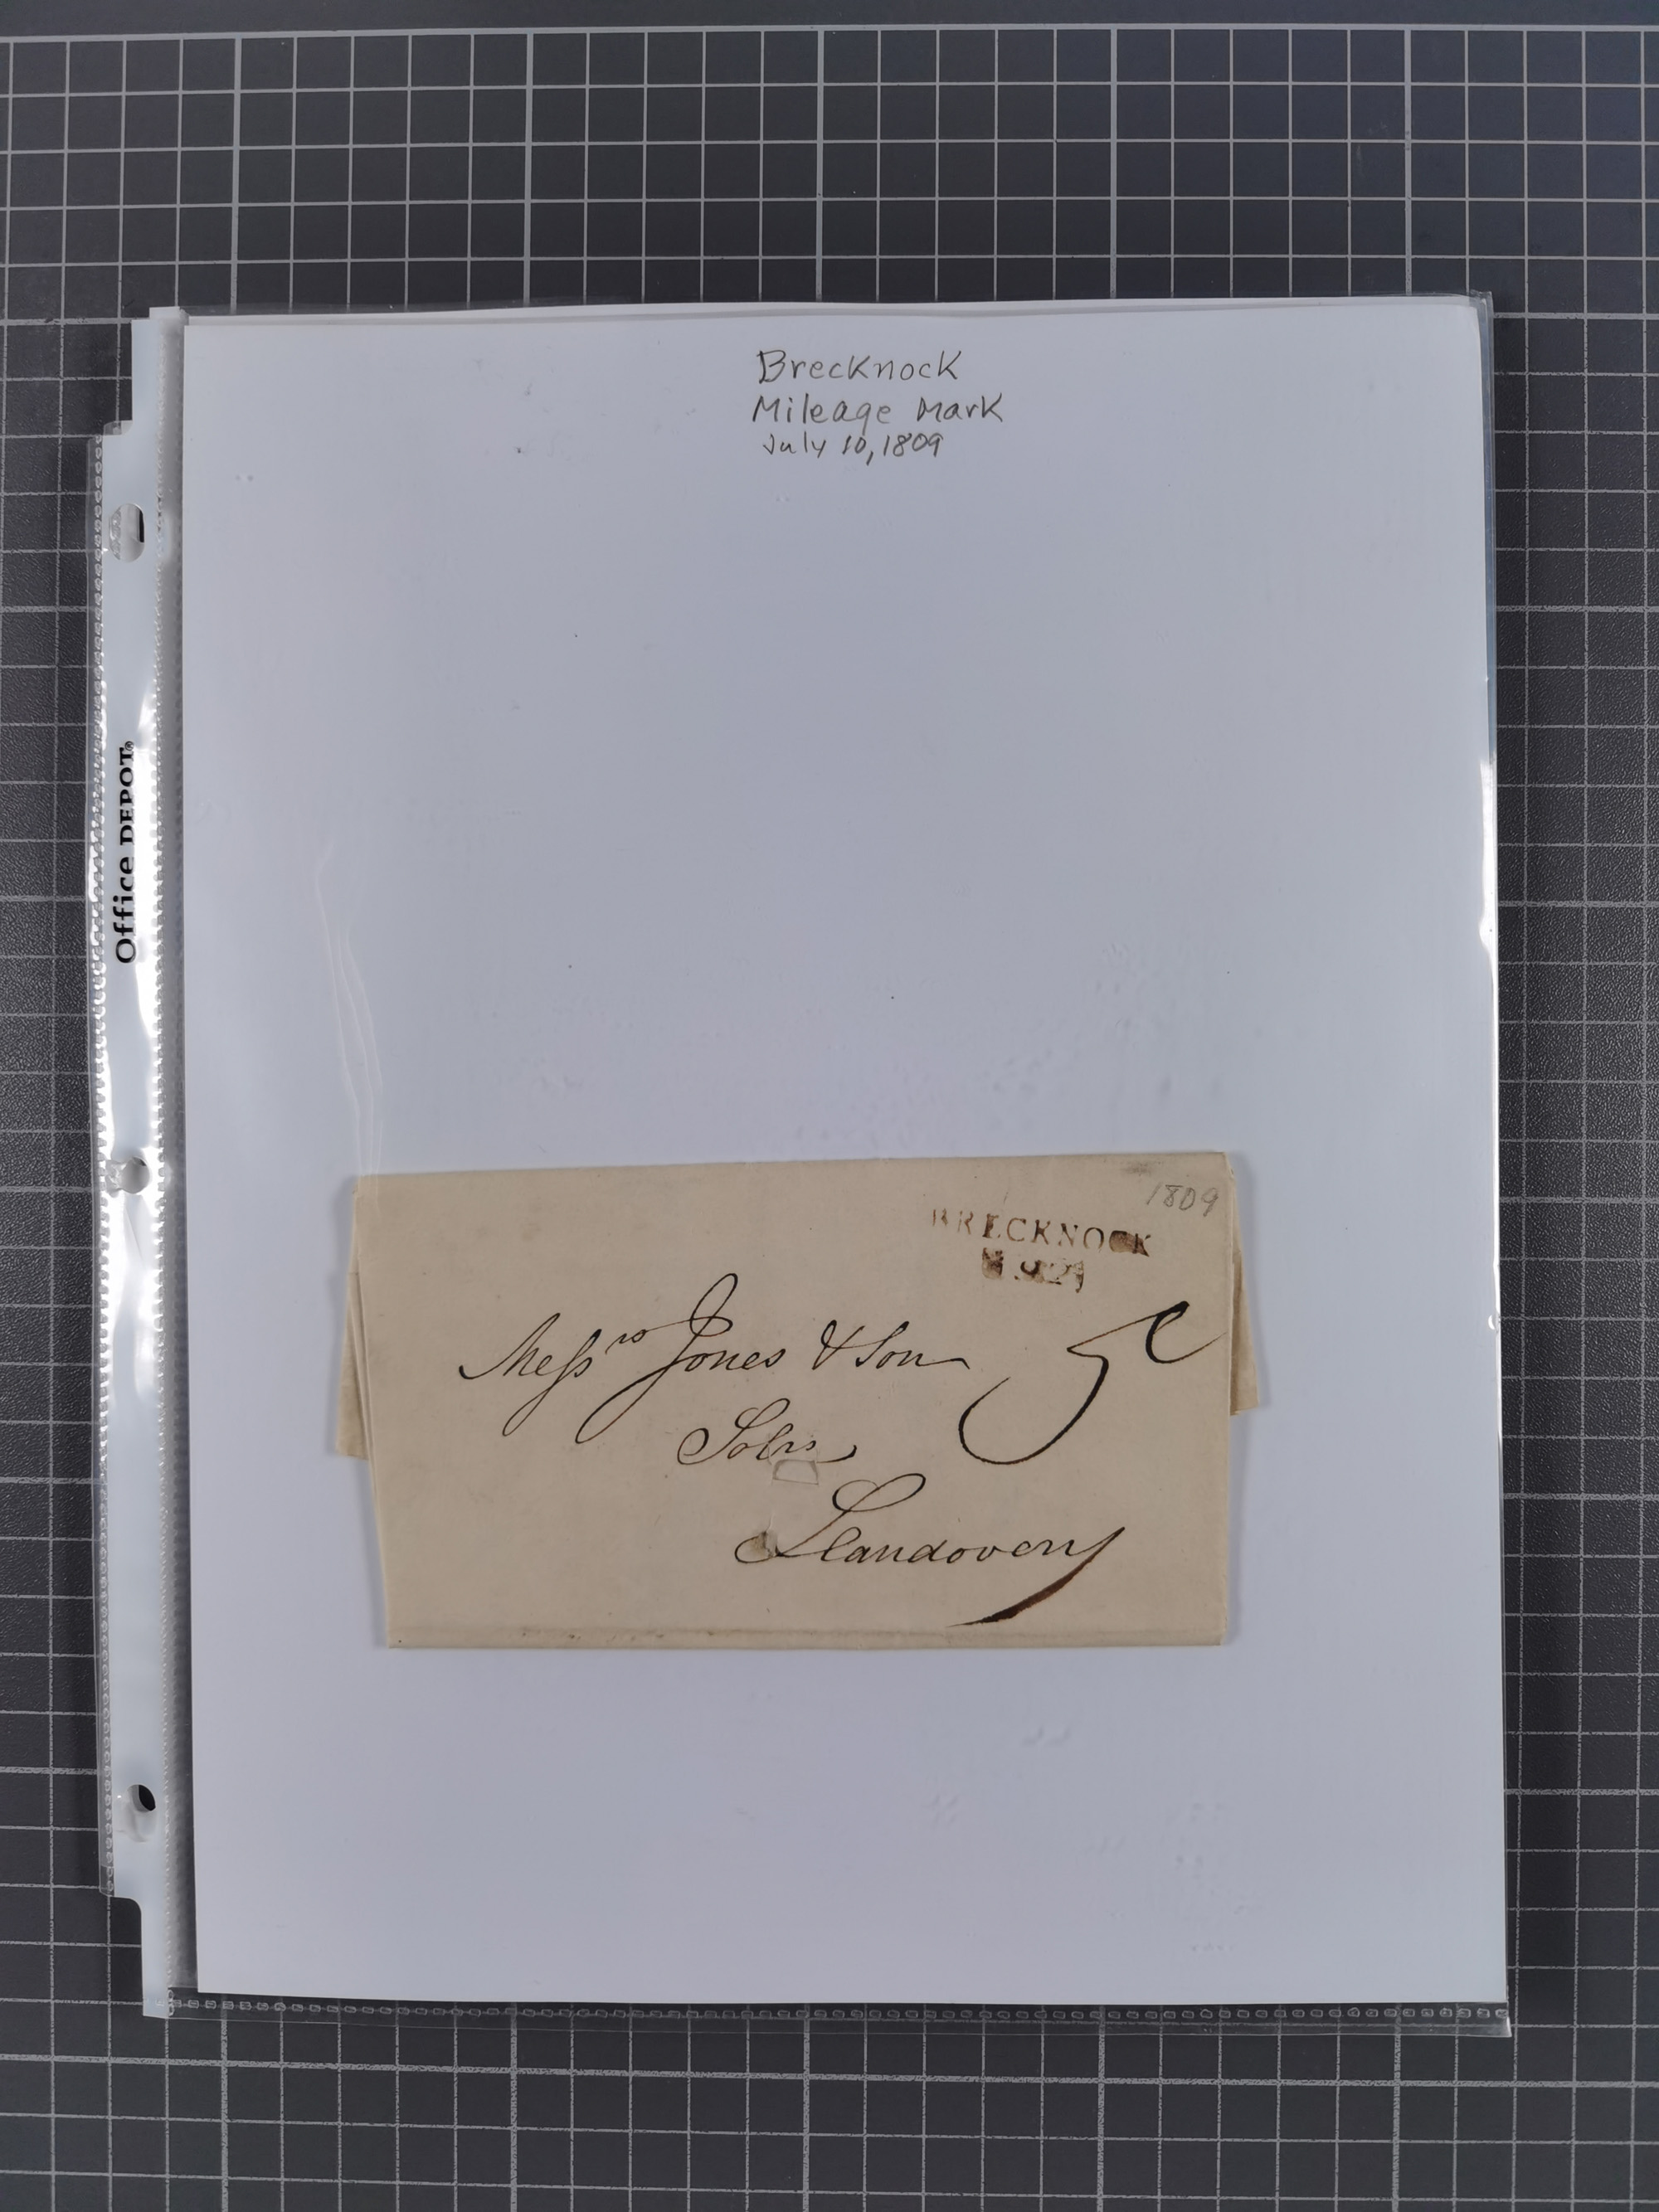 Brecknock
Mileage Mark
July 10, 1809
Office DEPOT®
1809
BRECKNOCK
Messrs Jones & Son
5
Solrs
Llandovery